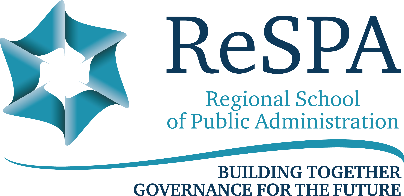 ReSPA
Regional School
of Public Administration
BUILDING TOGETHER
GOVERNANCE FOR THE FUTURE